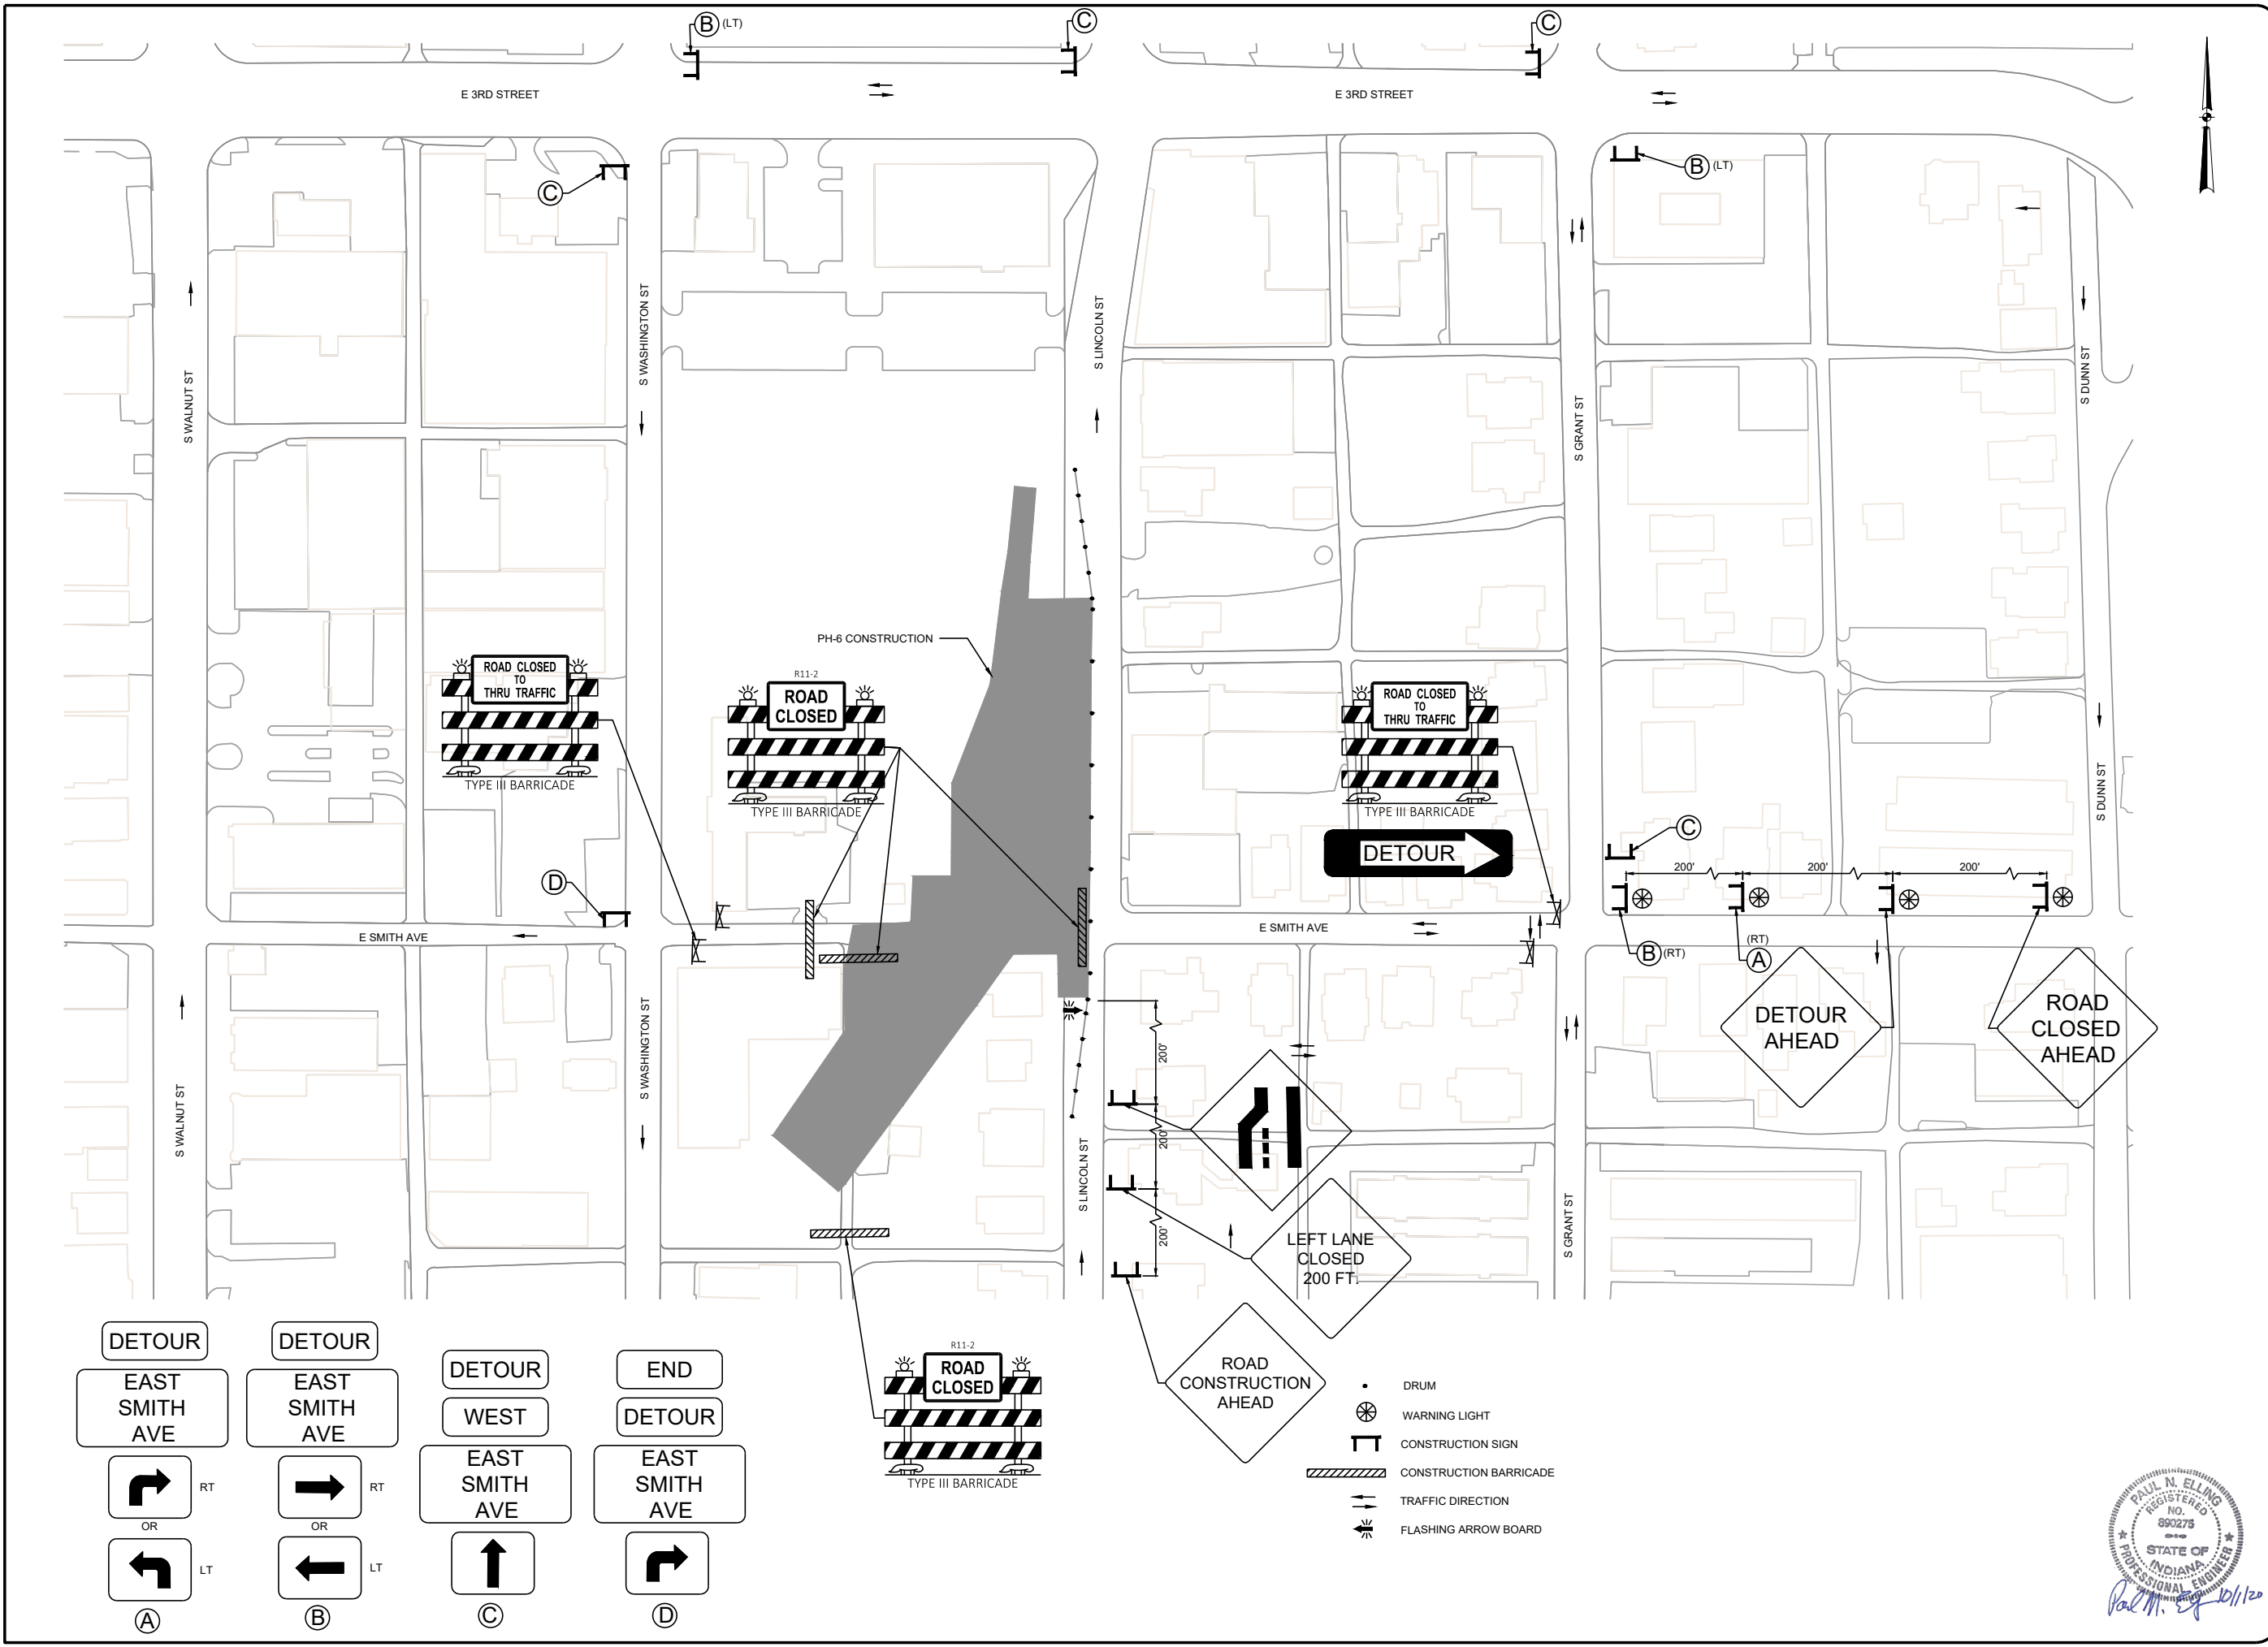 B (LT)
C
C
E 3RD STREET
E 3RD STREET
C
B (LT)
S WALNUT ST
S WASHINGTON ST
S LINCOLN ST
S GRANT ST
S DUNN ST
PH-6 CONSTRUCTION
ROAD CLOSED
TO
THRU TRAFFIC
TYPE III BARRICADE
R11-2
ROAD
CLOSED
TYPE III BARRICADE
ROAD CLOSED
TO
THRU TRAFFIC
TYPE III BARRICADE
DETOUR
S DUNN ST
C
200'
200'
200'
D
E SMITH AVE
E SMITH AVE
B (RT)
(RT)
A
DETOUR
AHEAD
ROAD
CLOSED
AHEAD
S WALNUT ST
S WASHINGTON ST
S LINCOLN ST
S GRANT ST
200'
200'
200'
LEFT LANE
CLOSED
200 FT.
ROAD
CONSTRUCTION
AHEAD
R11-2
ROAD
CLOSED
TYPE III BARRICADE
DETOUR
EAST
SMITH
AVE
RT
OR
LT
A
DETOUR
EAST
SMITH
AVE
RT
OR
LT
B
DETOUR
WEST
EAST
SMITH
AVE
C
END
DETOUR
EAST
SMITH
AVE
D
DRUM
WARNING LIGHT
CONSTRUCTION SIGN
CONSTRUCTION BARRICADE
TRAFFIC DIRECTION
FLASHING ARROW BOARD
PAUL N. ELLING
REGISTERED
NO.
890275
STATE OF
INDIANA
PROFESSIONAL ENGINEER
10/1/20